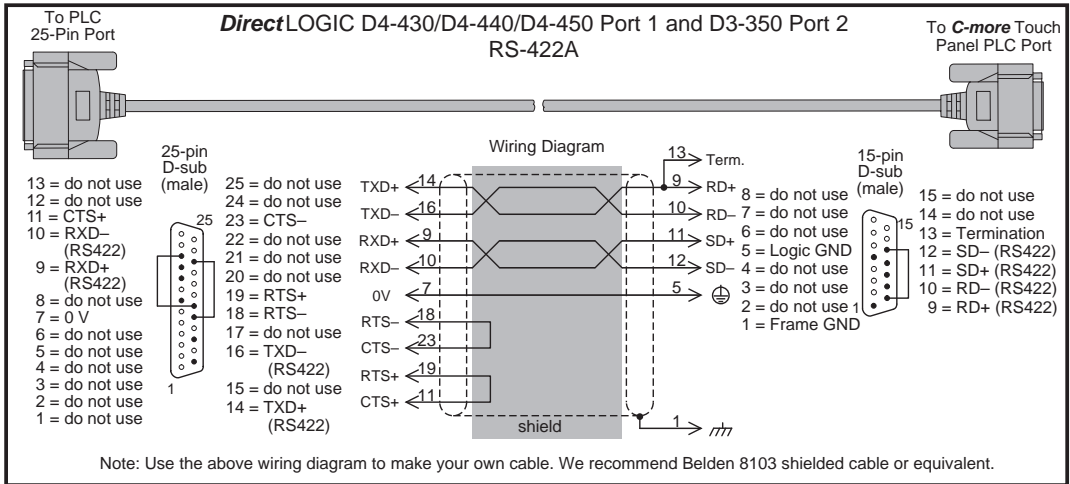 To PLC
25-Pin Port
DirectLOGIC D4-430/D4-440/D4-450 Port 1 and D3-350 Port 2
RS-422A
To C-more Touch
Panel PLC Port
25-pin
D-sub
(male)
13 = do not use
12 = do not use
11 = CTS+
10 = RXD–
(RS422)
9 = RXD+
(RS422)
8 = do not use
7 = 0 V
6 = do not use
5 = do not use
4 = do not use
3 = do not use
2 = do not use
1 = do not use
25
1
25 = do not use
24 = do not use
23 = CTS–
22 = do not use
21 = do not use
20 = do not use
19 = RTS+
18 = RTS–
17 = do not use
16 = TXD–
(RS422)
15 = do not use
14 = TXD+
(RS422)
Wiring Diagram
13 Term.
TXD+ 14 9 RD+
TXD– 16 10 RD–
RXD+ 9 11 SD+
RXD– 10 12 SD–
0V 7 5
RTS– 18
CTS– 23
RTS+ 19
CTS+ 11
shield
1
8 = do not use
7 = do not use
6 = do not use
5 = Logic GND
4 = do not use
3 = do not use
2 = do not use
1 = Frame GND
15-pin
D-sub
(male)
15
1
15 = do not use
14 = do not use
13 = Termination
12 = SD– (RS422)
11 = SD+ (RS422)
10 = RD– (RS422)
9 = RD+ (RS422)
Note: Use the above wiring diagram to make your own cable. We recommend Belden 8103 shielded cable or equivalent.